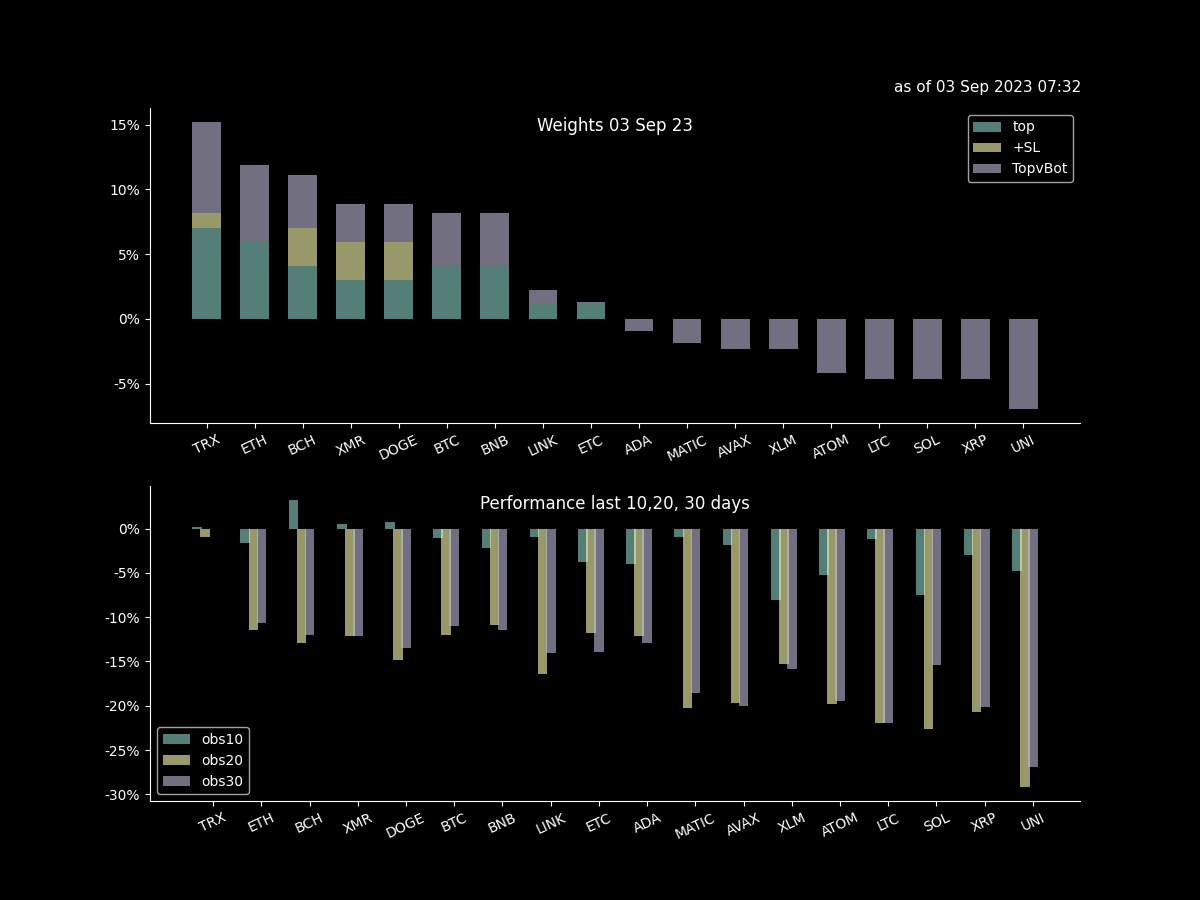 as of 03 Sep 2023 07:32
Weights 03 Sep 23
top
+SL
TopvBot
15%
10%
5%
0%
-5%
TRX ETH BCH XMR DOGE BTC BNB LINK ETC ADA MATIC AVAX XLM ATOM LTC SOL XRP UNI
Performance last 10,20, 30 days
0%
-5%
-10%
-15%
-20%
-25%
-30%
obs10
obs20
obs30
TRX ETH BCH XMR DOGE BTC BNB LINK ETC ADA MATIC AVAX XLM ATOM LTC SOL XRP UNI